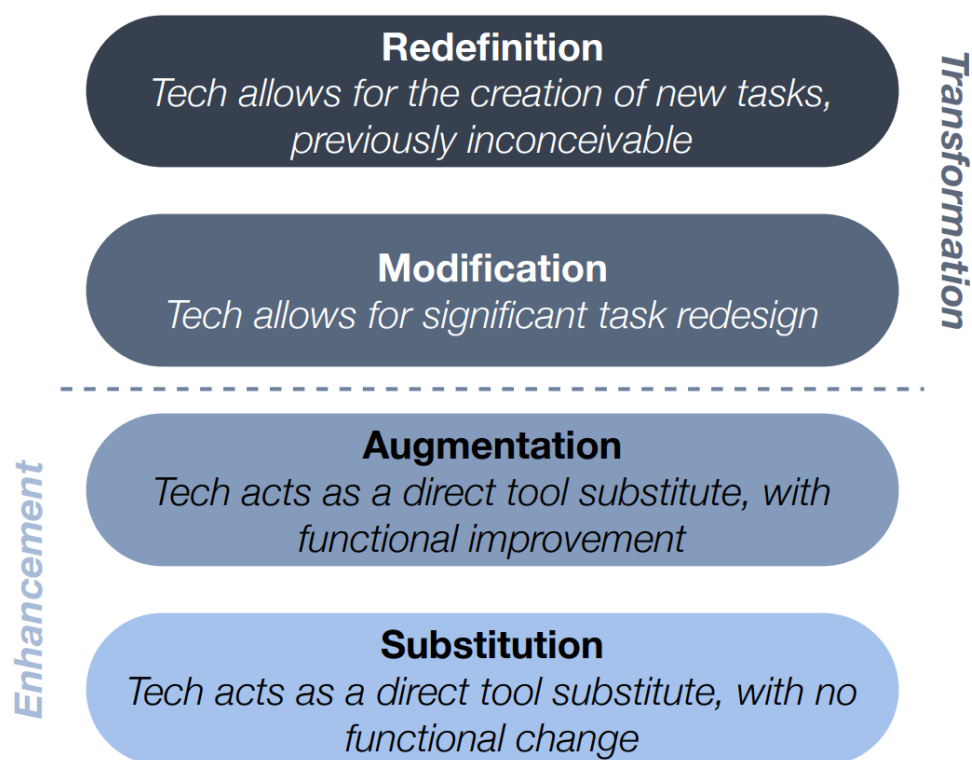 Redefinition
Tech allows for the creation of new tasks,
previously inconceivable
Transformation
Modification
Tech allows for significant task redesign
Augmentation
Tech acts as a direct tool substitute, with
functional improvement
Enhancement
Substitution
Tech acts as a direct tool substitute, with no
functional change